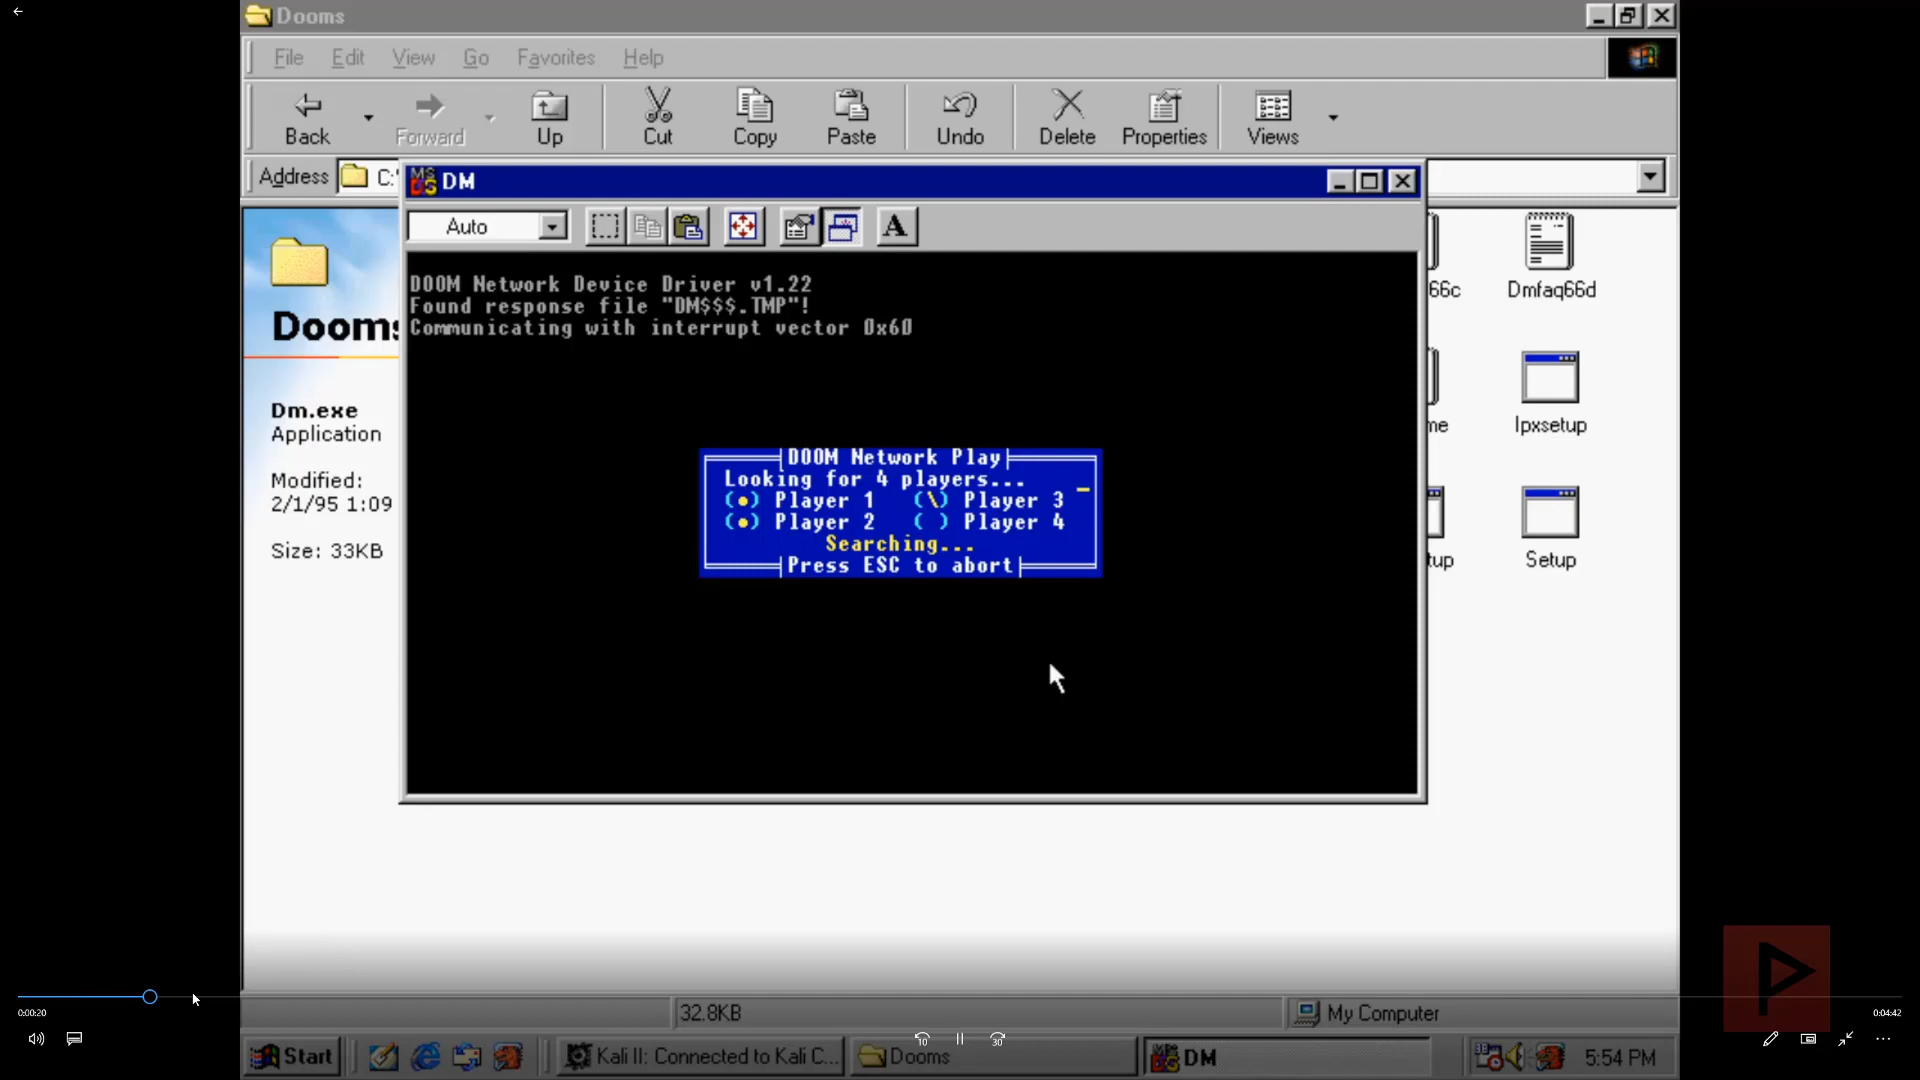 Dooms
File Edit View Go Favorites Help
Back Forward Up Cut Copy Paste Undo Delete Properties Views
Address C:\
DM
Auto
A
DOOM Network Device Driver v1.22
Found response file "DM$$$.TMP"!
Communicating with interrupt vector 0x60
DOOM Network Play
Looking for 4 players...
(•) Player 1 (\) Player 3
(•) Player 2 ( ) Player 4
Searching...
Press ESC to abort
Dooms
Dm.exe
Application
Modified:
2/1/95 1:09
Size: 33KB
66c Dmfaq66d
me Ipxsetup
tup Setup
32.8KB My Computer
0:00:20 0:04:42
10 30
Start Kali II: Connected to Kali C... Dooms DM 5:54 PM